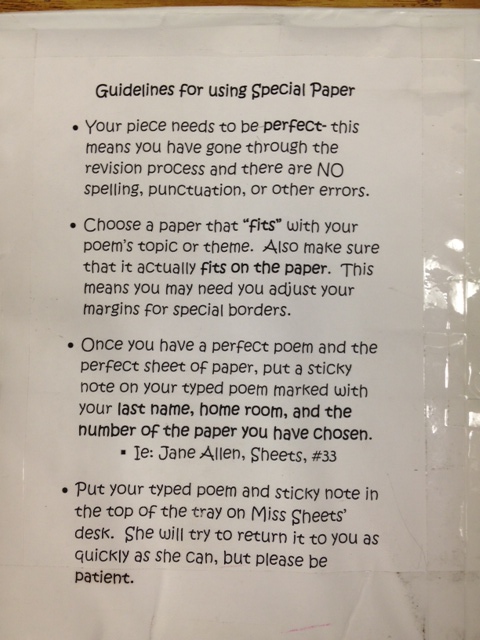 Guidelines for using Special Paper
• Your piece needs to be perfect- this
means you have gone through the
revision process and there are NO
spelling, punctuation, or other errors.
• Choose a paper that "fits" with your
poem's topic or theme. Also make sure
that it actually fits on the paper. This
means you may need you adjust your
margins for special borders.
• Once you have a perfect poem and the
perfect sheet of paper, put a sticky
note on your typed poem marked with
your last name, home room, and the
number of the paper you have chosen.
▪ Ie: Jane Allen, Sheets, #33
• Put your typed poem and sticky note in
the top of the tray on Miss Sheets'
desk. She will try to return it to you as
quickly as she can, but please be
patient.